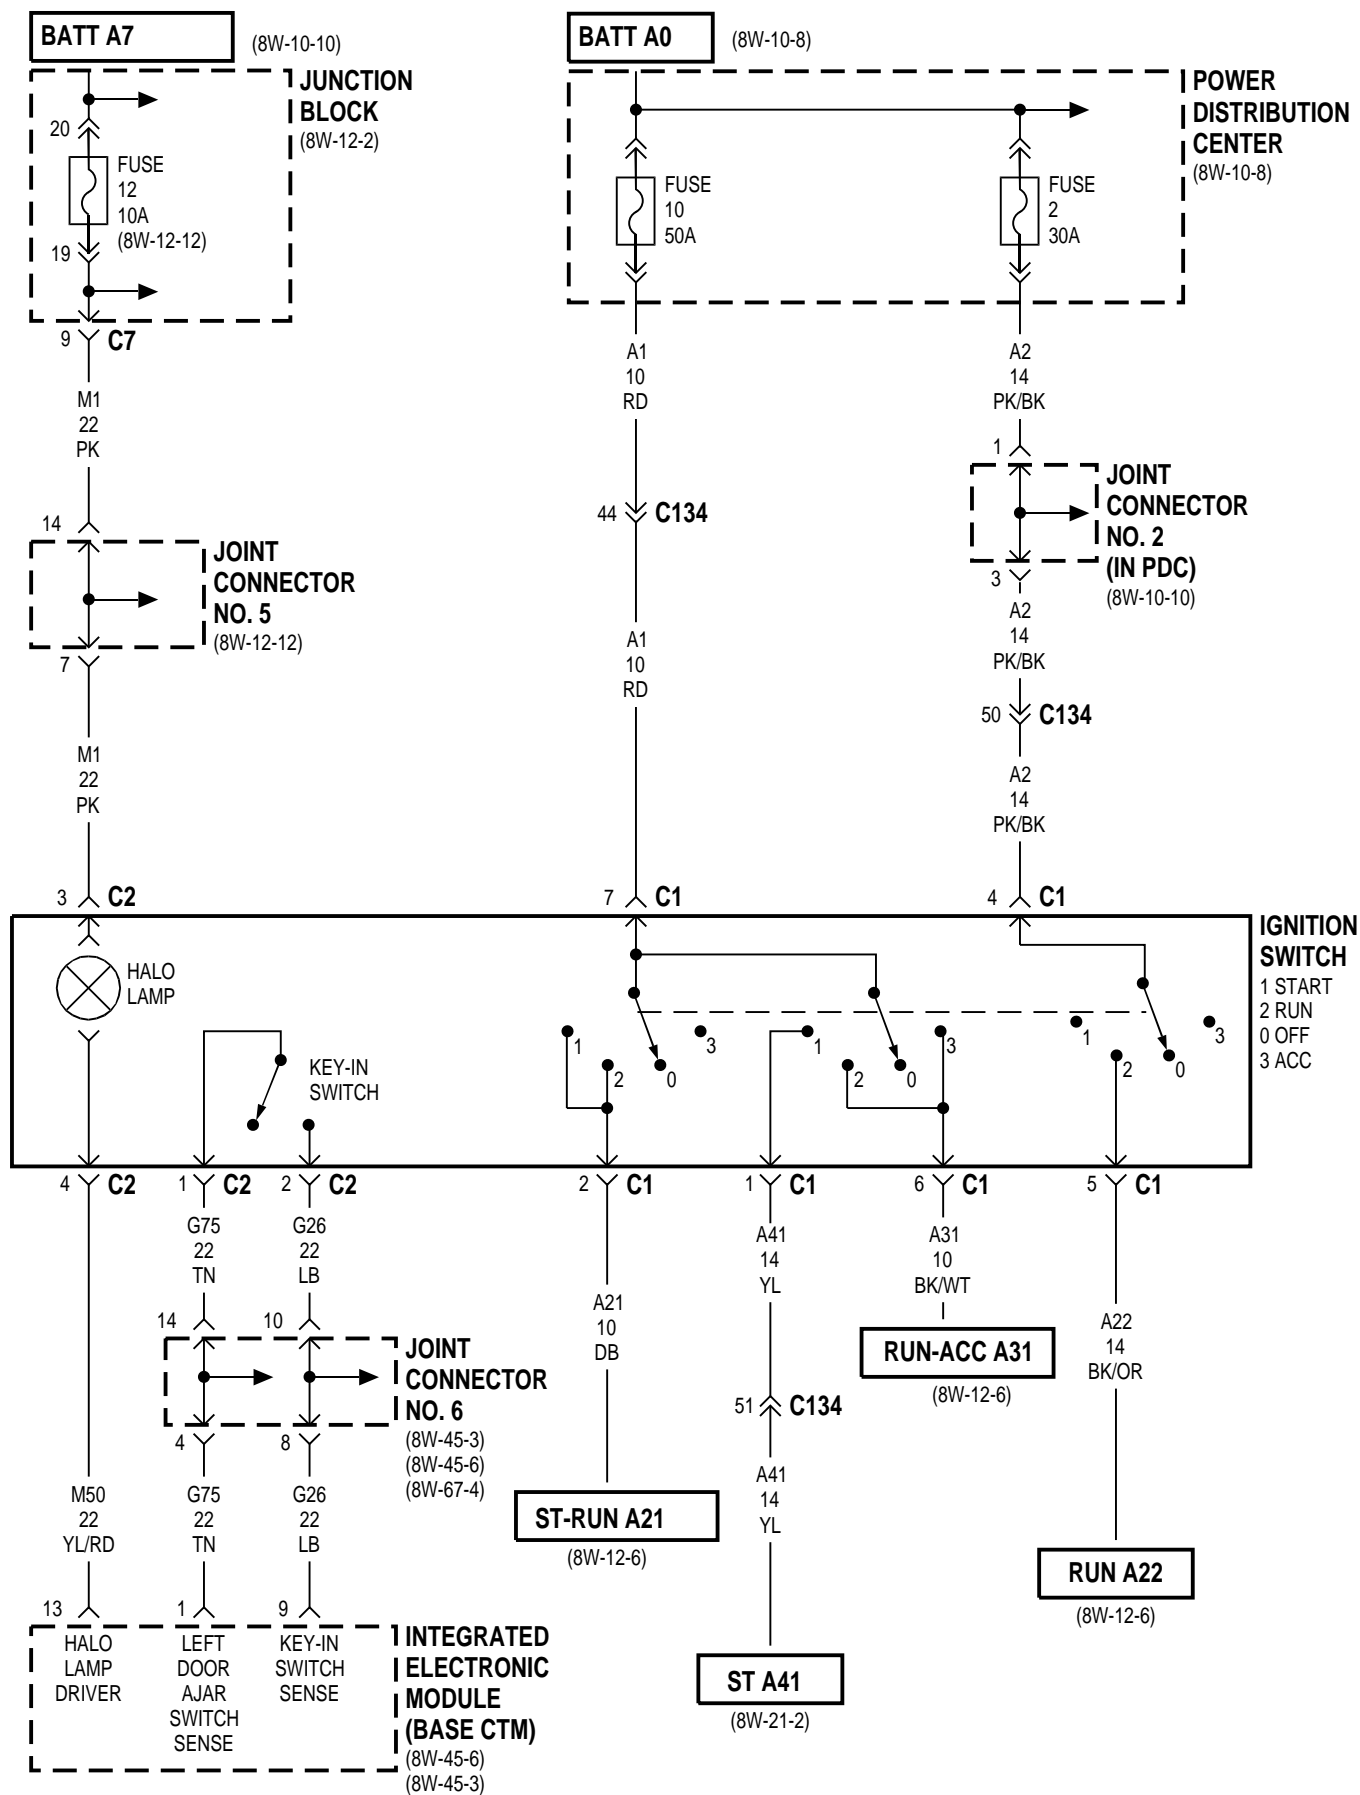 BATT A7
(8W-10-10)
JUNCTION
BLOCK
(8W-12-2)
20
FUSE
12
10A
(8W-12-12)
19
9
C7
M1
22
PK
14
JOINT
CONNECTOR
NO. 5
(8W-12-12)
7
M1
22
PK
3
C2
BATT A0
(8W-10-8)
POWER
DISTRIBUTION
CENTER
(8W-10-8)
FUSE
10
50A
FUSE
2
30A
A1
10
RD
44
C134
A1
10
RD
7
C1
A2
14
PK/BK
1
JOINT
CONNECTOR
NO. 2
(IN PDC)
(8W-10-10)
3
A2
14
PK/BK
50
C134
A2
14
PK/BK
4
C1
IGNITION
SWITCH
1 START
2 RUN
0 OFF
3 ACC
HALO
LAMP
KEY-IN
SWITCH
1
2
0
3
1
2
0
3
1
2
0
3
4
C2
1
C2
2
C2
2
C1
1
C1
6
C1
5
C1
G75
22
TN
G26
22
LB
14
10
JOINT
CONNECTOR
NO. 6
(8W-45-3)
(8W-45-6)
(8W-67-4)
4
8
M50
22
YL/RD
G75
22
TN
G26
22
LB
13
1
9
HALO
LAMP
DRIVER
LEFT
DOOR
AJAR
SWITCH
SENSE
KEY-IN
SWITCH
SENSE
INTEGRATED
ELECTRONIC
MODULE
(BASE CTM)
(8W-45-6)
(8W-45-3)
A21
10
DB
ST-RUN A21
(8W-12-6)
A41
14
YL
51
C134
A41
14
YL
ST A41
(8W-21-2)
A31
10
BK/WT
RUN-ACC A31
(8W-12-6)
A22
14
BK/OR
RUN A22
(8W-12-6)